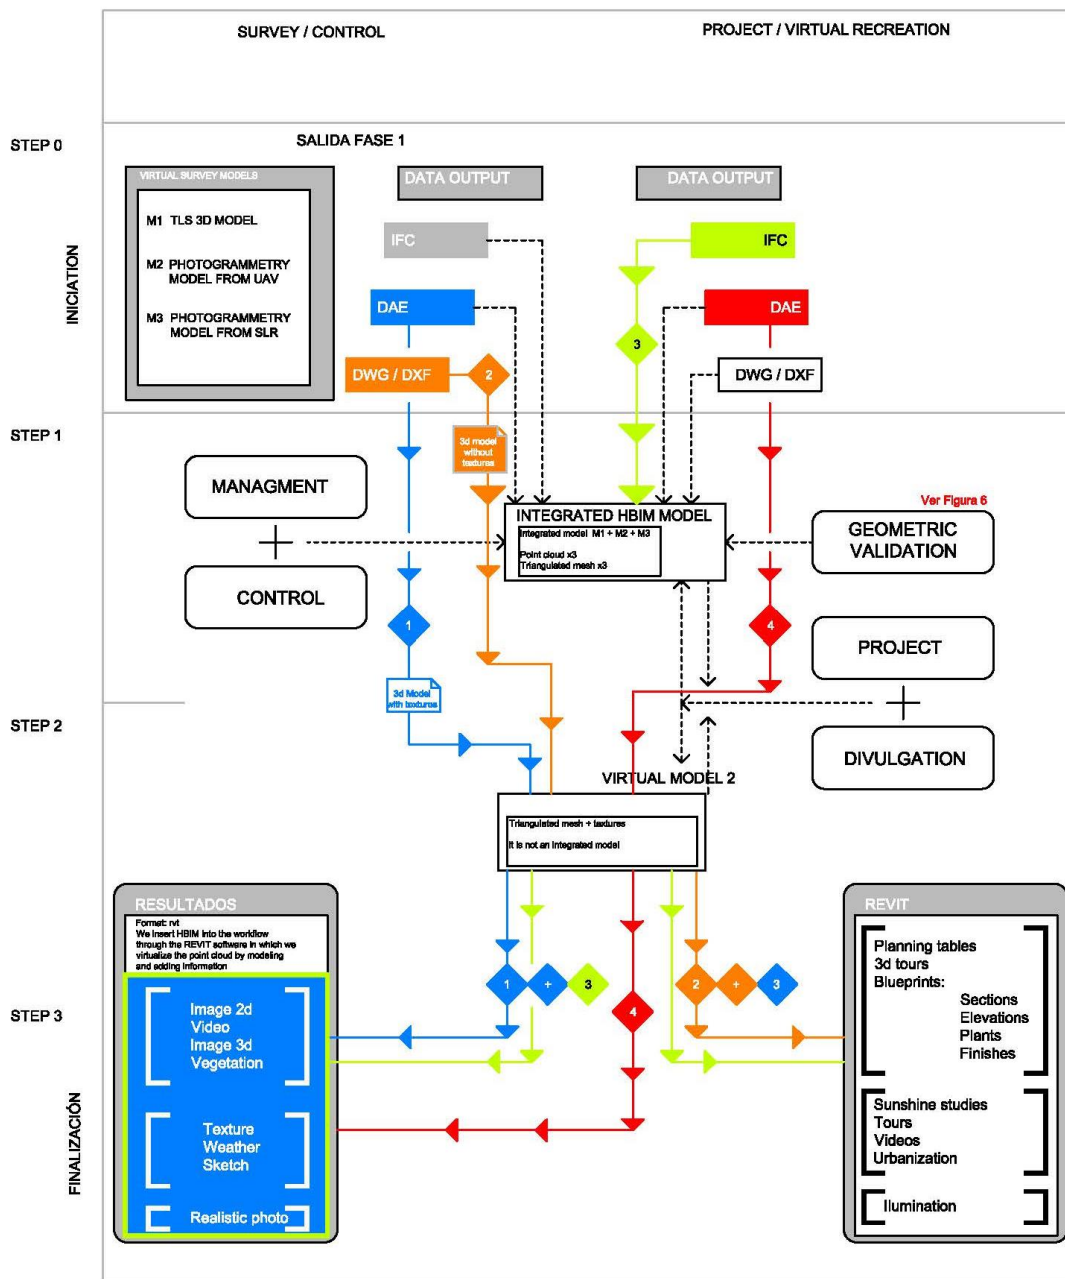 SURVEY / CONTROL
PROJECT / VIRTUAL RECREATION
STEP 0
SALIDA FASE 1
VIRTUAL SURVEY MODELS
M1 TLS 3D MODEL
M2 PHOTOGRAMMETRY
MODEL FROM UAV
M3 PHOTOGRAMMETRY
MODEL FROM SLR
DATA OUTPUT
DATA OUTPUT
IFC
IFC
INICIATION
DAE
DAE
3
DWG / DXF
2
DWG / DXF
STEP 1
3d model
without
textures
MANAGMENT
CONTROL
INTEGRATED HBIM MODEL
Integrated model M1 + M2 + M3
Point cloud x3
Triangulated mesh x3
Ver Figura 6
GEOMETRIC
VALIDATION
1
4
PROJECT
DIVULGATION
3d Model
with textures
STEP 2
VIRTUAL MODEL 2
Triangulated mesh + textures
It is not an integrated model
RESULTADOS
Format: rvt
We insert HBIM into the workflow
through the REVIT software in which we
virtualize the point cloud by modeling
and adding information
Image 2d
Video
Image 3d
Vegetation
Texture
Weather
Sketch
Realistic photo
1 + 3
4
2 + 3
REVIT
Planning tables
3d tours
Blueprints:
Sections
Elevations
Plants
Finishes
Sunshine studies
Tours
Videos
Urbanization
Ilumination
STEP 3
FINALIZACIÓN